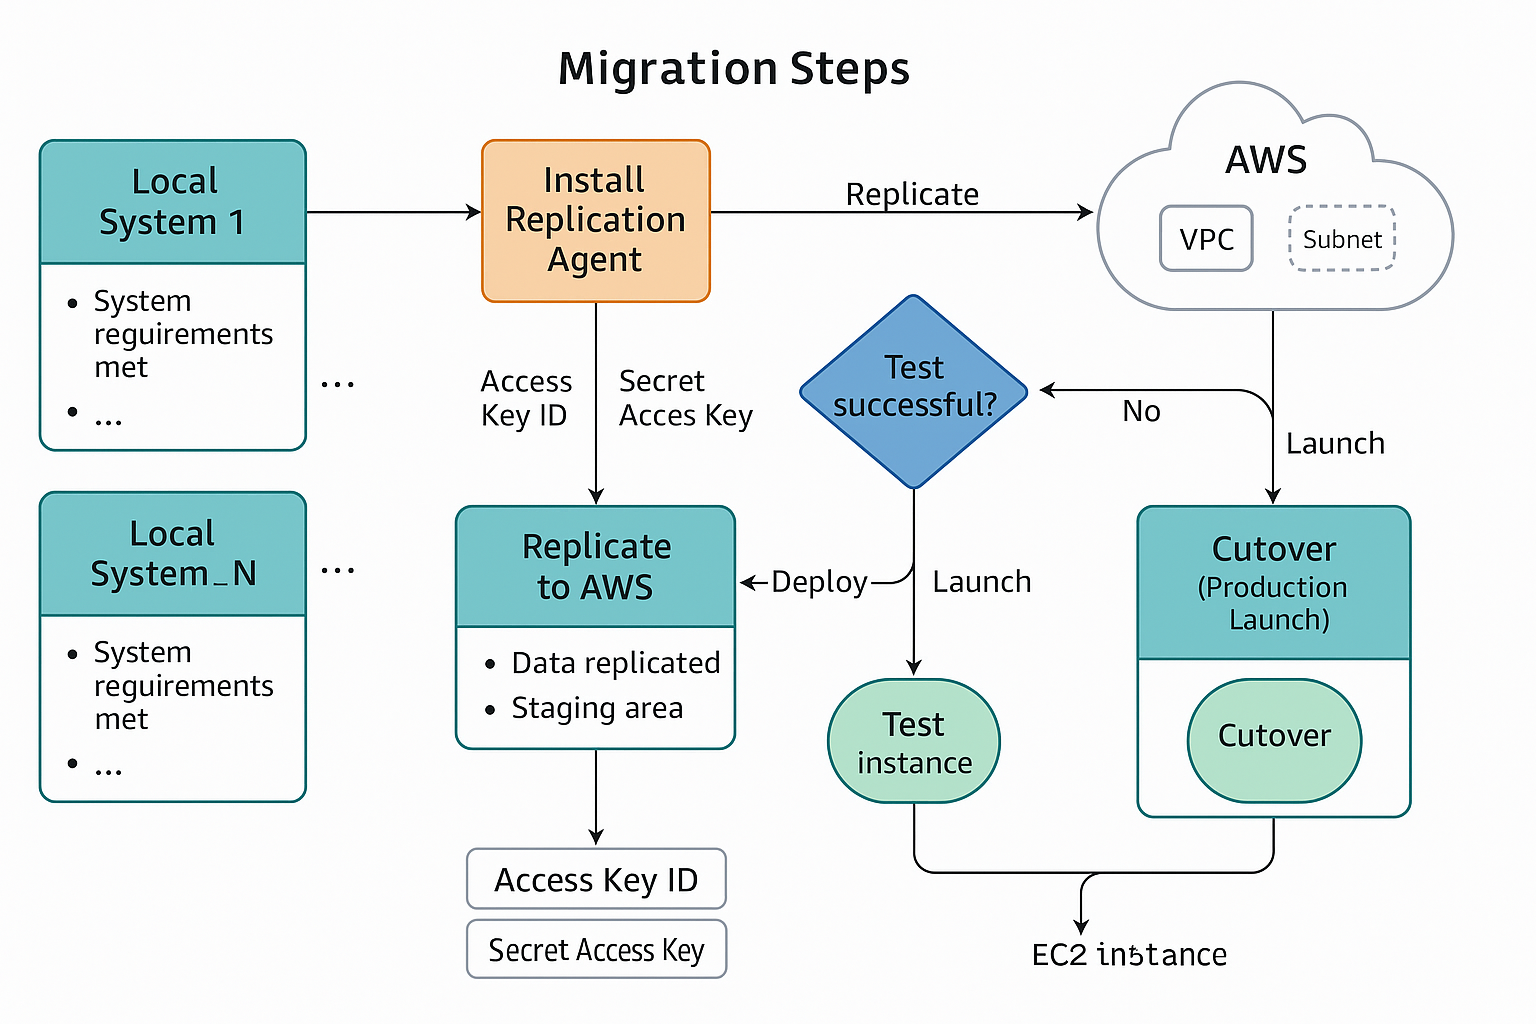 Migration Steps
Local
System 1
• System
reguirements
met
• ...
...
Local
System_N
• System
reguirements
met
• ...
...
Install
Replication
Agent
Replicate
AWS
VPC
Subnet
Access
Key ID
Secret
Acces Key
Test
successful?
No
Launch
Replicate
to AWS
• Data replicated
• Staging area
Deploy
Launch
Cutover
(Production
Launch)
Test
instance
Cutover
Access Key ID
Secret Access Key
EC2 instance